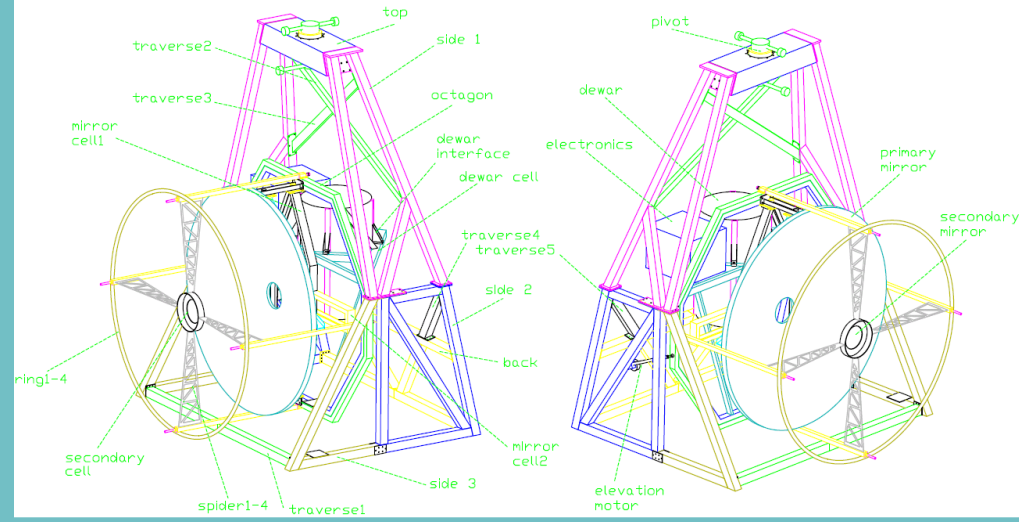 top
pivot
traverse2
side 1
traverse3
octagon
dewar
mirror
cell1
dewar
interface
electronics
primary
mirror
dewar cell
secondary
mirror
traverse4
traverse5
side 2
back
ring1-4
mirror
cell2
secondary
cell
side 3
elevation
motor
spider1-4
traverse1